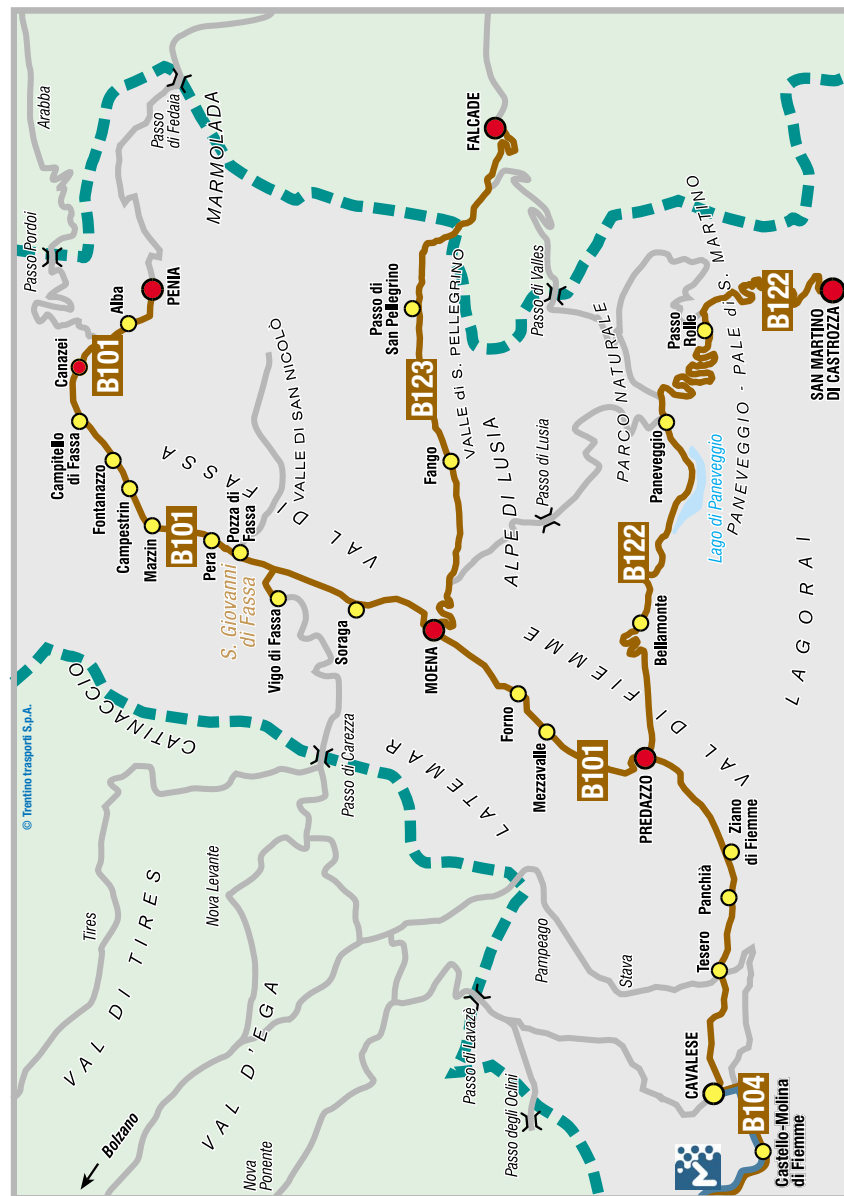 © Trentino trasporti S.p.A.
Arabba
Passo Pordoi
Passo
di Fedaia
MARMOLADA
FALCADE
Alba
PENIA
Canazei
B101
Campitello
di Fassa
Fontanazzo
Campestrin
Mazzin
B101
Pera
Pozza di
Fassa
S. Giovanni
di Fassa
Vigo di Fassa
Soraga
VAL DI FASSA
VALLE DI SAN NICOLÒ
Passo di
San Pellegrino
B123
VALLE di S. PELLEGRINO
Fango
MOENA
ALPE DI LUSIA
Passo di Lusia
Passo di Valles
PARCO NATURALE
PANEVEGGIO - PALE di S. MARTINO
Passo
Rolle
B122
SAN MARTINO
DI CASTROZZA
Paneveggio
Lago di Paneveggio
B122
Bellamonte
LAGORAI
CATINACCIO
Passo di Carezza
LATEMAR
Forno
Mezzavalle
B101
PREDAZZO
VAL DI FIEMME
Ziano
di Fiemme
Panchià
Tesero
Stava
Pampeago
Tires
VAL DI TIRES
Nova Levante
VAL D'EGA
Bolzano
Nova
Ponente
Passo di Lavazè
Passo degli Oclini
CAVALESE
B104
Castello-Molina
di Fiemme